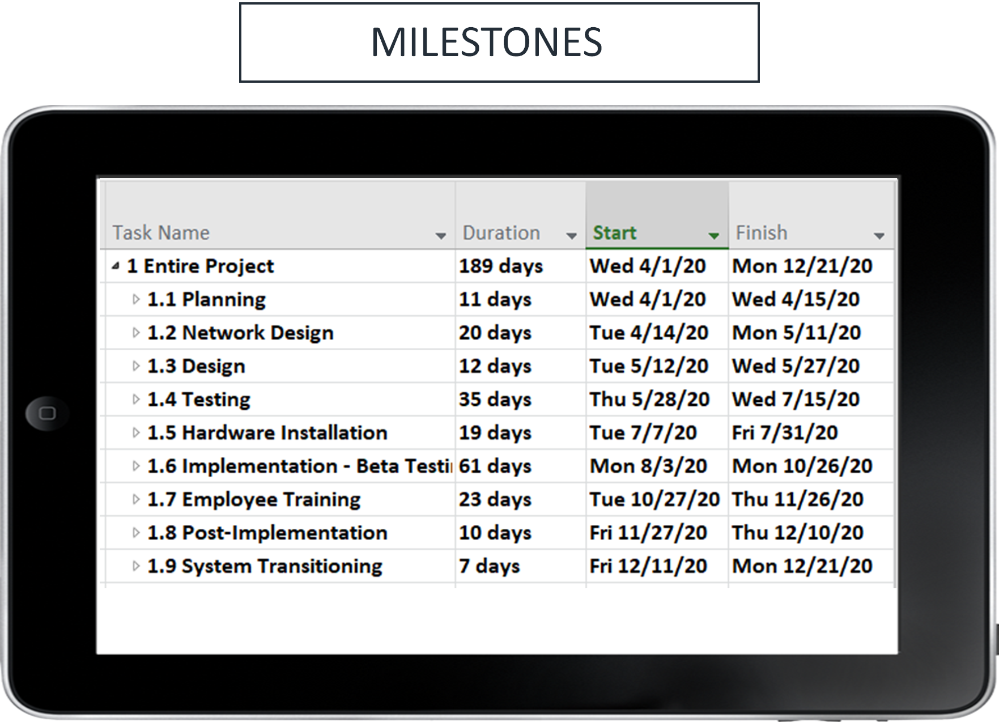 MILESTONES
Task Name Duration Start Finish
1 Entire Project 189 days Wed 4/1/20 Mon 12/21/20
1.1 Planning 11 days Wed 4/1/20 Wed 4/15/20
1.2 Network Design 20 days Tue 4/14/20 Mon 5/11/20
1.3 Design 12 days Tue 5/12/20 Wed 5/27/20
1.4 Testing 35 days Thu 5/28/20 Wed 7/15/20
1.5 Hardware Installation 19 days Tue 7/7/20 Fri 7/31/20
1.6 Implementation - Beta Testi 61 days Mon 8/3/20 Mon 10/26/20
1.7 Employee Training 23 days Tue 10/27/20 Thu 11/26/20
1.8 Post-Implementation 10 days Fri 11/27/20 Thu 12/10/20
1.9 System Transitioning 7 days Fri 12/11/20 Mon 12/21/20